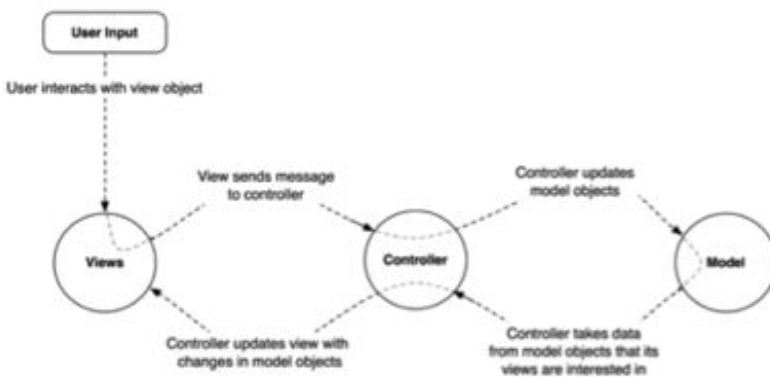 User Input
User interacts with view object
View sends message
to controller
Controller updates
model objects
Views
Controller
Model
Controller updates view with
changes in model objects
Controller takes data
from model objects that its
views are interested in